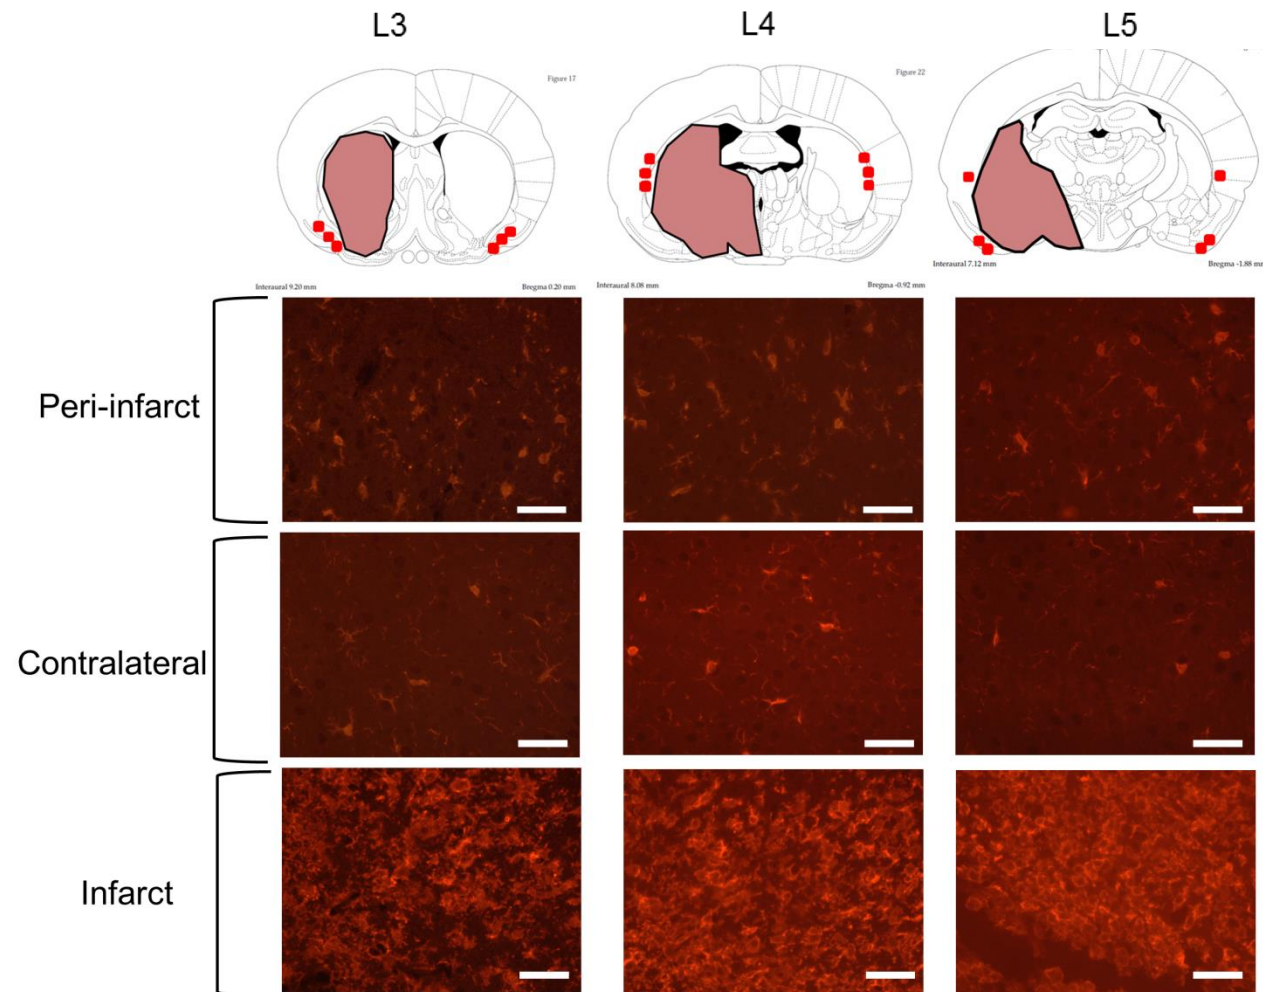 L3
L4
L5
Figure 17
Figure 22
Interaural 9.20 mm
Bregma 0.20 mm
Interaural 8.08 mm
Bregma -0.92 mm
Interaural 7.12 mm
Bregma -1.88 mm
Peri-infarct
Contralateral
Infarct